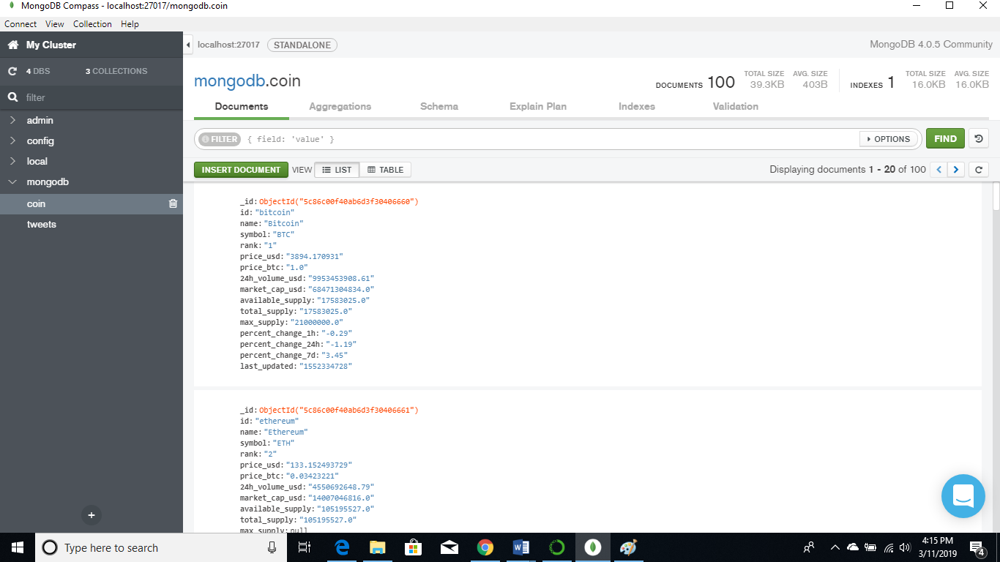 MongoDB Compass - localhost:27017/mongodb.coin
Connect View Collection Help
My Cluster
4 DBS 3 COLLECTIONS
filter
admin
config
local
mongodb
coin
tweets
localhost:27017 STANDALONE MongoDB 4.0.5 Community
mongodb.coin
DOCUMENTS 100 TOTAL SIZE 39.3KB AVG. SIZE 403B INDEXES 1 TOTAL SIZE 16.0KB AVG. SIZE 16.0KB
Documents Aggregations Schema Explain Plan Indexes Validation
FILTER { field: 'value' } OPTIONS FIND
INSERT DOCUMENT VIEW LIST TABLE Displaying documents 1 - 20 of 100
_id: ObjectId("5c86c00f40ab6d3f30406660")
id: "bitcoin"
name: "Bitcoin"
symbol: "BTC"
rank: "1"
price_usd: "3894.170931"
price_btc: "1.0"
24h_volume_usd: "9953453908.61"
market_cap_usd: "68471304834.0"
available_supply: "17583025.0"
total_supply: "17583025.0"
max_supply: "21000000.0"
percent_change_1h: "-0.29"
percent_change_24h: "-1.19"
percent_change_7d: "3.45"
last_updated: "1552334728"
_id: ObjectId("5c86c00f40ab6d3f30406661")
id: "ethereum"
name: "Ethereum"
symbol: "ETH"
rank: "2"
price_usd: "133.152493729"
price_btc: "0.03423221"
24h_volume_usd: "4550692648.79"
market_cap_usd: "14007046816.0"
available_supply: "105195527.0"
total_supply: "105195527.0"
max_supply: null
Type here to search
4:15 PM
3/11/2019
4